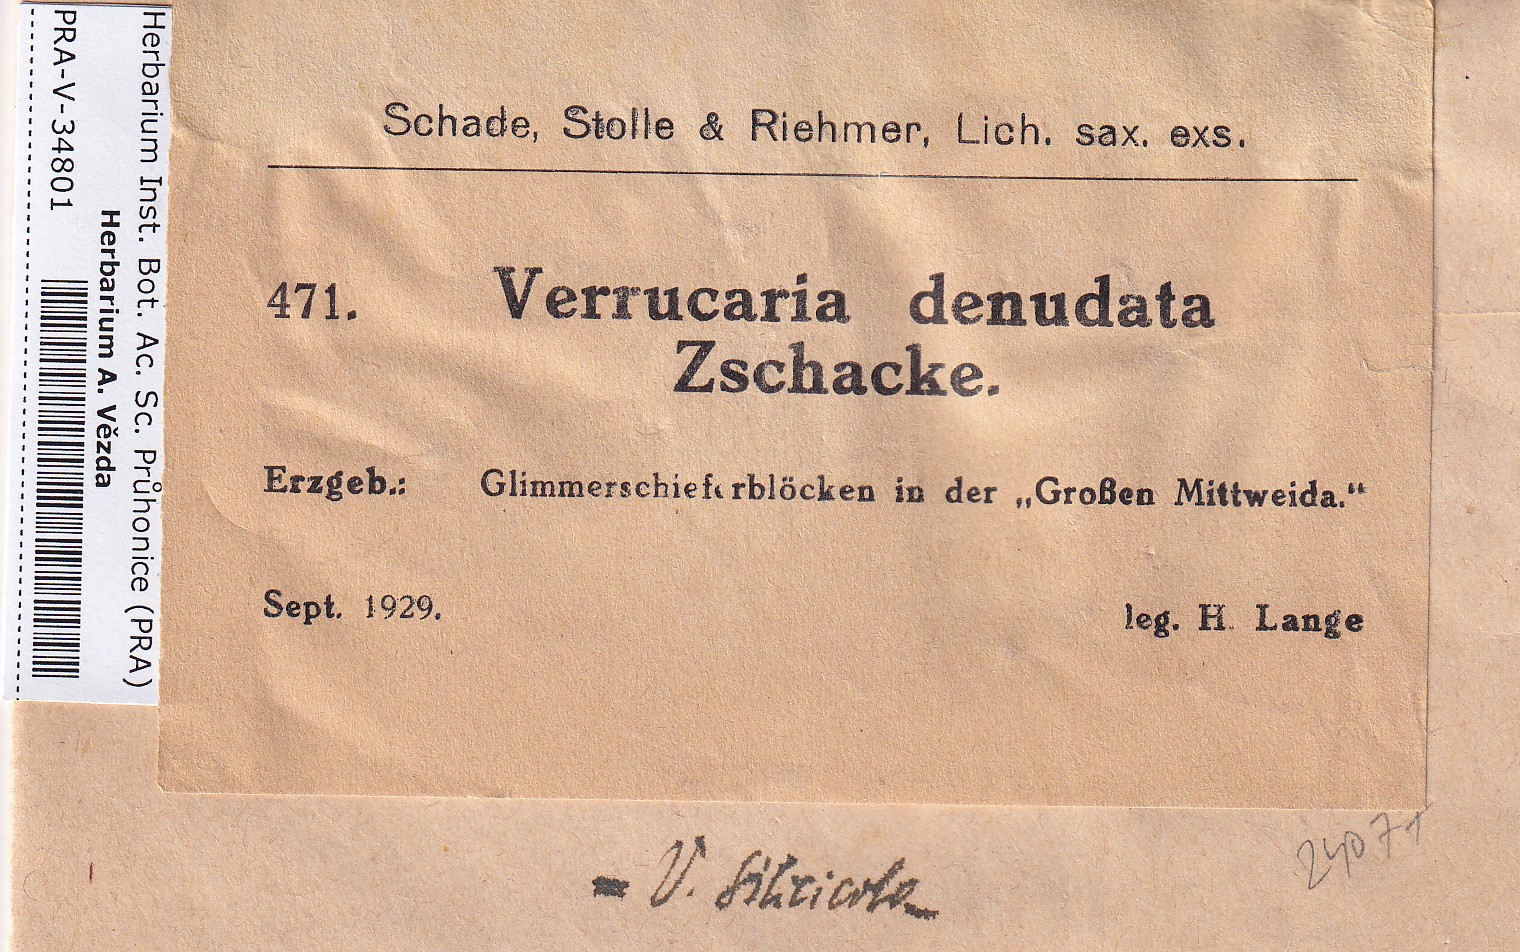 Herbarium Inst. Bot. Ac. Sc. Průhonice (PRA)
Herbarium A. Vězda
PRA-V-34801
Schade, Stolle & Riehmer, Lich. sax. exs.
471. Verrucaria denudata
Zschacke.
Erzgeb.: Glimmerschieferblöcken in der „Großen Mittweida.“
Sept. 1929. leg. H. Lange
= V. silicicola